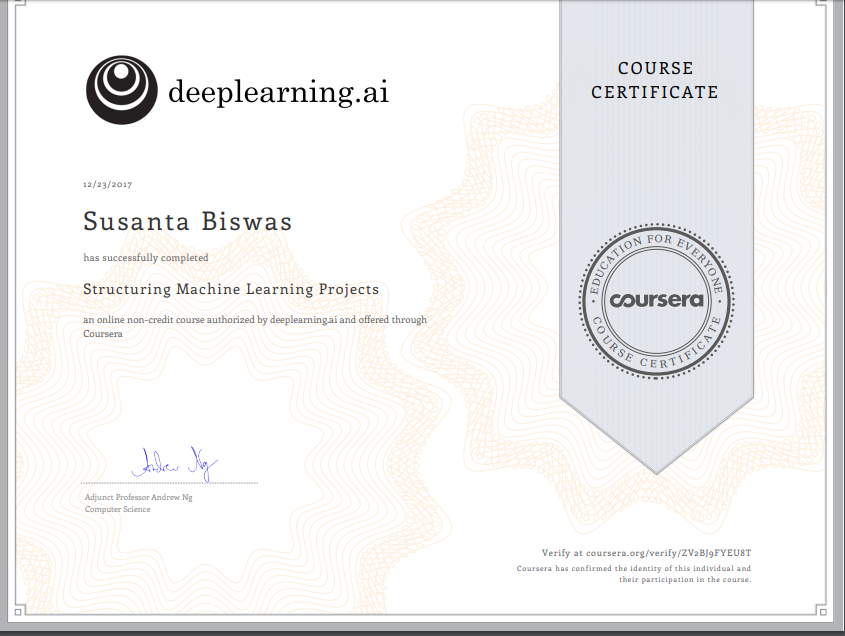 deeplearning.ai
COURSE
CERTIFICATE
12/23/2017
Susanta Biswas
has successfully completed
Structuring Machine Learning Projects
an online non-credit course authorized by deeplearning.ai and offered through
Coursera
EDUCATION FOR EVERYONE
coursera
COURSE CERTIFICATE
Andrew Ng
Adjunct Professor Andrew Ng
Computer Science
Verify at coursera.org/verify/ZV2BJ9FYEU8T
Coursera has confirmed the identity of this individual and
their participation in the course.